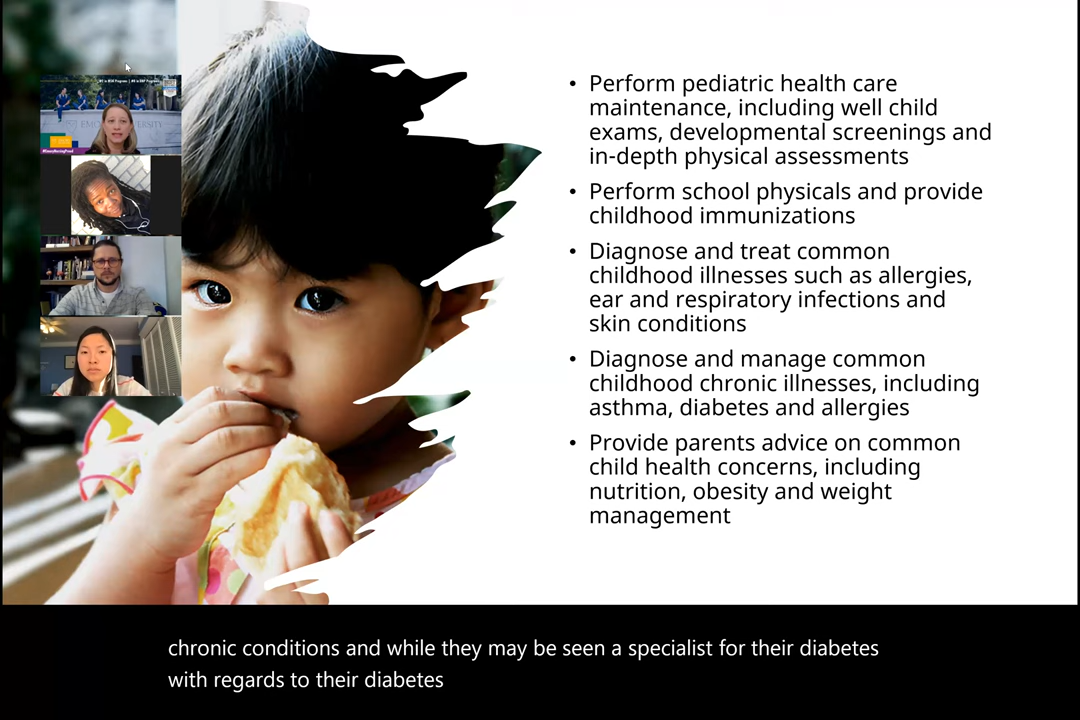 EMORY UNIVERSITY
• Perform pediatric health care
maintenance, including well child
exams, developmental screenings and
in-depth physical assessments
• Perform school physicals and provide
childhood immunizations
• Diagnose and treat common
childhood illnesses such as allergies,
ear and respiratory infections and
skin conditions
• Diagnose and manage common
childhood chronic illnesses, including
asthma, diabetes and allergies
• Provide parents advice on common
child health concerns, including
nutrition, obesity and weight
management
chronic conditions and while they may be seen a specialist for their diabetes
with regards to their diabetes